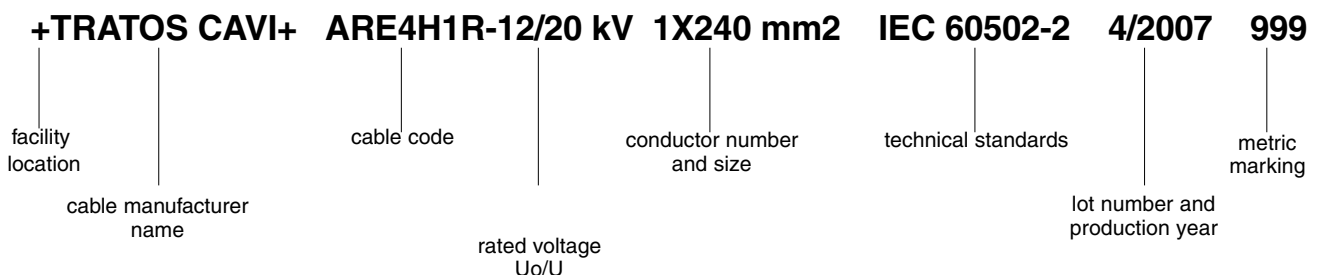 +TRATOS CAVI+ ARE4H1R-12/20 kV 1X240 mm2 IEC 60502-2 4/2007 999
facility
location
cable manufacturer
name
cable code
rated voltage
Uo/U
conductor number
and size
technical standards
lot number and
production year
metric
marking